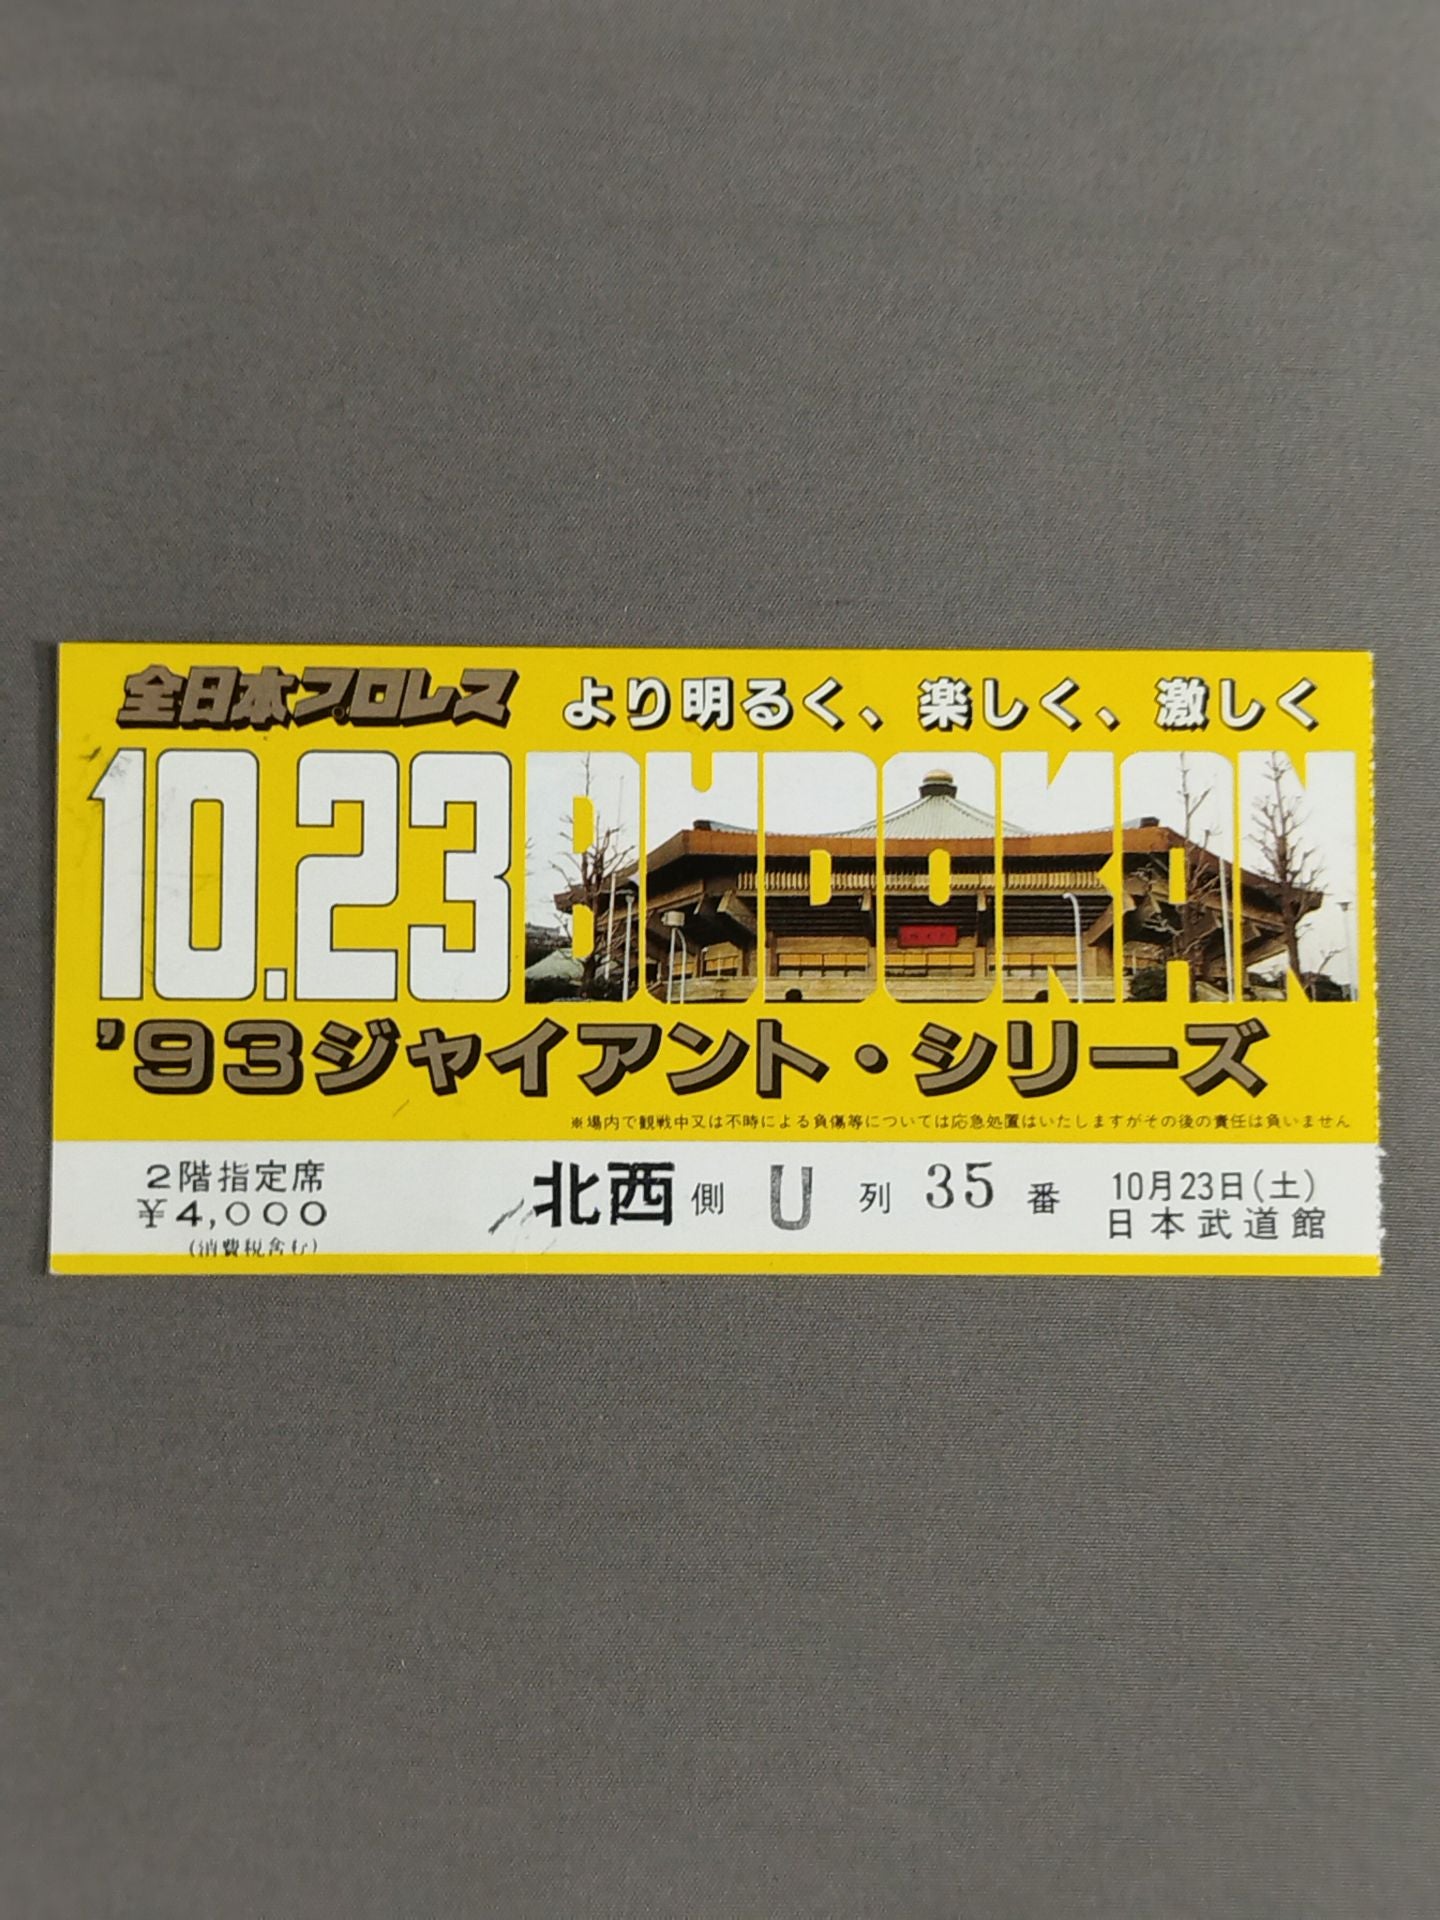 全日本プロレス より明るく、楽しく、激しく
10.23 BUDOKAN
'93ジャイアント・シリーズ
※場内で観戦中又は不時による負傷等については応急処置はいたしますがその後の責任は負いません
2階指定席
¥4,000
(消費税含む)
北西側 U 列 35 番
10月23日(土)
日本武道館